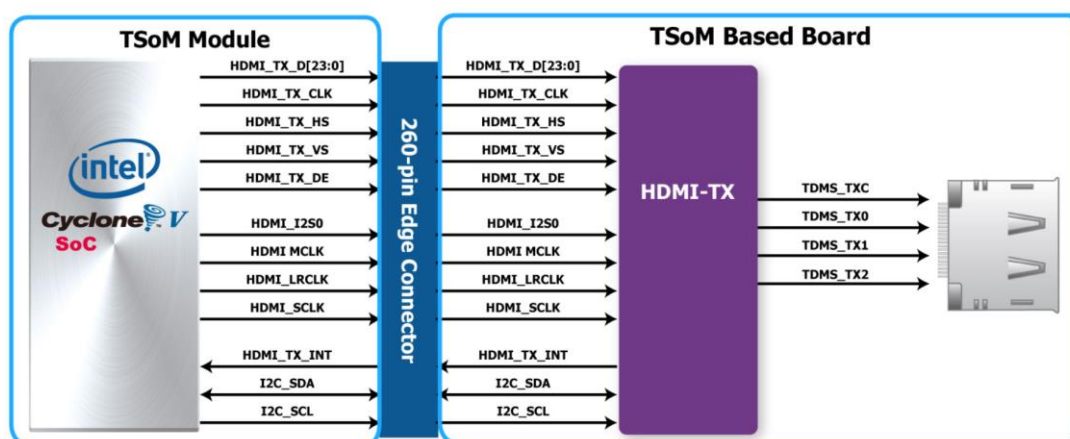 TSoM Module
TSoM Based Board
HDMI_TX_D[23:0]
HDMI_TX_CLK
HDMI_TX_HS
HDMI_TX_VS
HDMI_TX_DE
HDMI_I2S0
HDMI MCLK
HDMI_LRCLK
HDMI_SCLK
HDMI_TX_INT
I2C_SDA
I2C_SCL
intel
Cyclone V
SoC
260-pin Edge Connector
HDMI_TX_D[23:0]
HDMI_TX_CLK
HDMI_TX_HS
HDMI_TX_VS
HDMI_TX_DE
HDMI_I2S0
HDMI MCLK
HDMI_LRCLK
HDMI_SCLK
HDMI_TX_INT
I2C_SDA
I2C_SCL
HDMI-TX
TDMS_TXC
TDMS_TX0
TDMS_TX1
TDMS_TX2